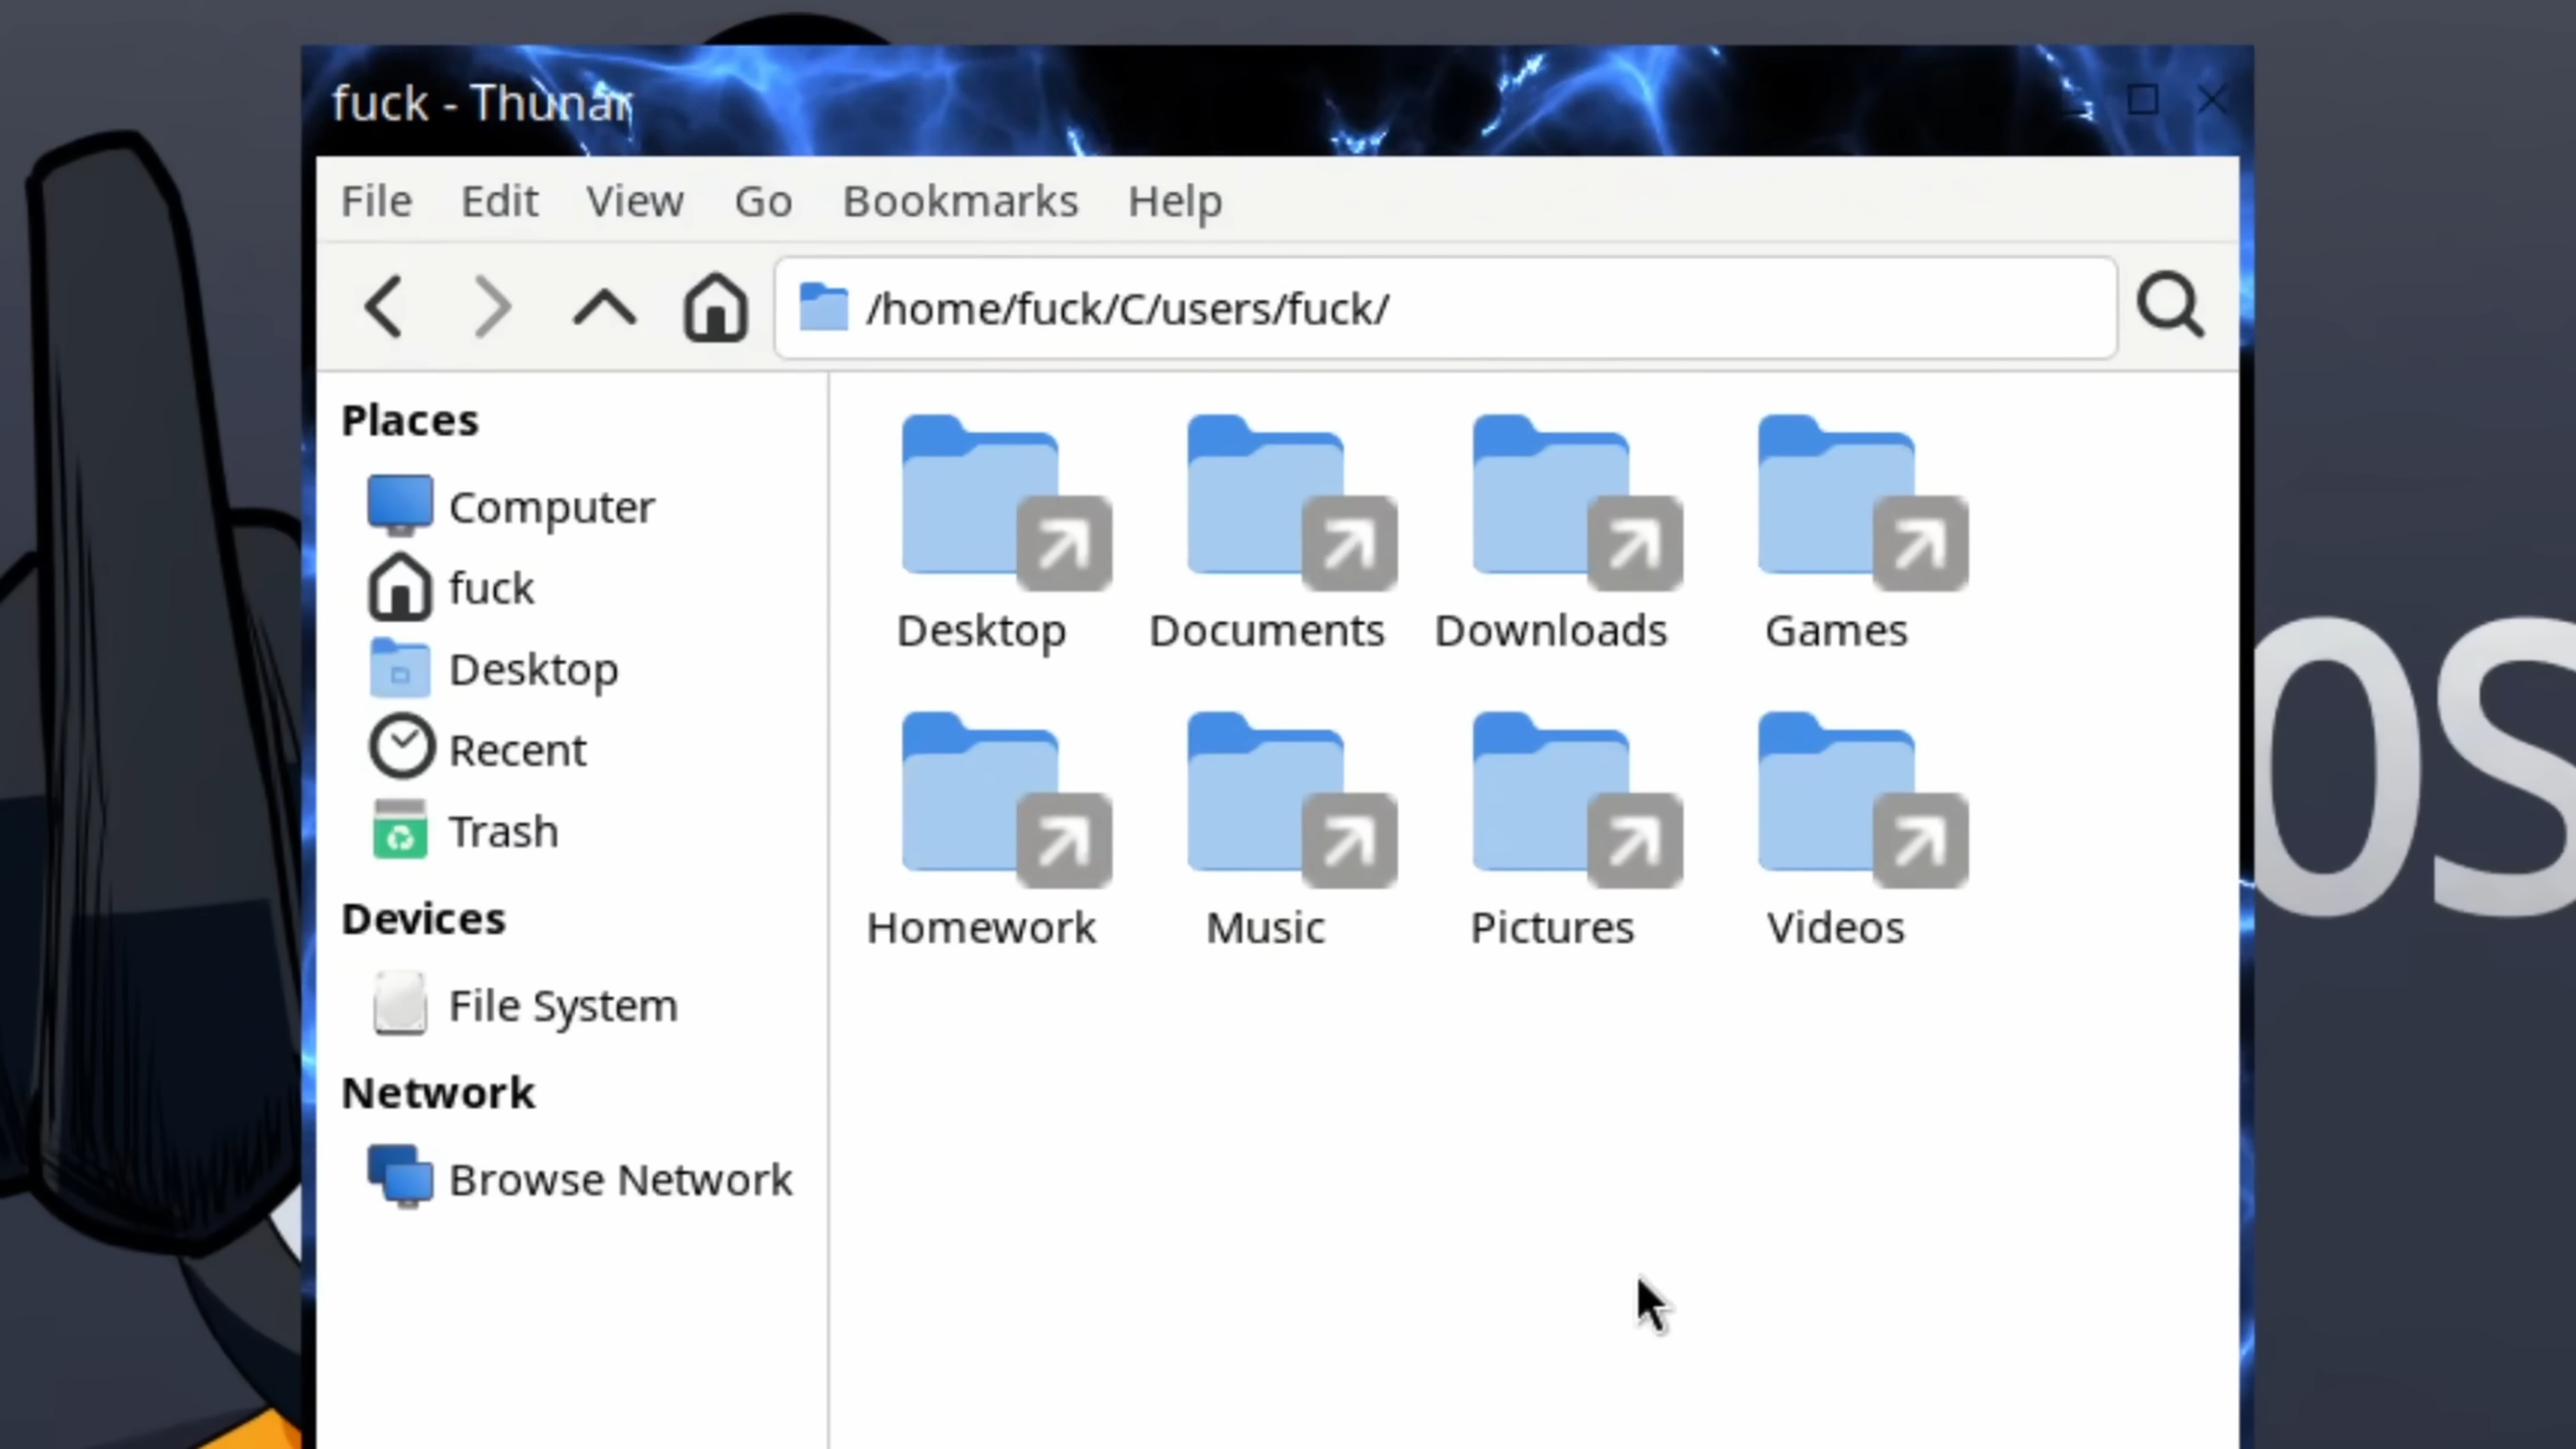 fuck - Thunar
File Edit View Go Bookmarks Help
/home/fuck/C/users/fuck/
Places
Computer
fuck
Desktop
Recent
Trash
Devices
File System
Network
Browse Network
Desktop Documents Downloads Games
Homework Music Pictures Videos
OS